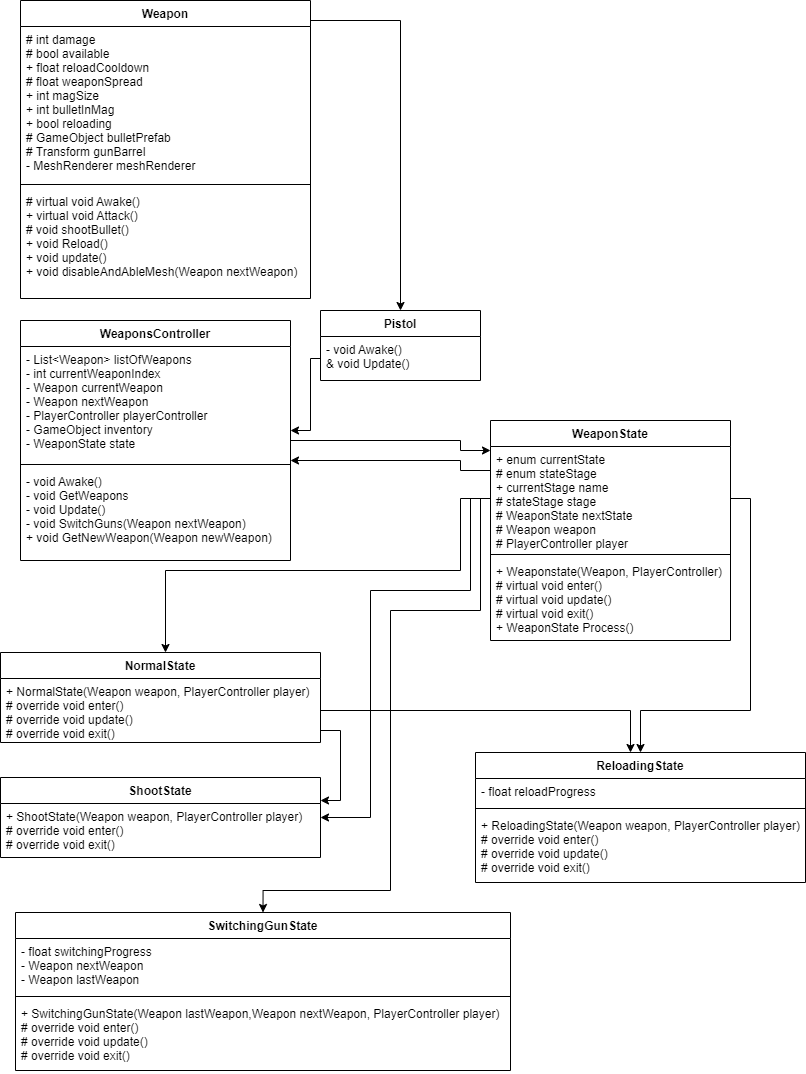 Weapon
# int damage
# bool available
+ float reloadCooldown
# float weaponSpread
+ int magSize
+ int bulletInMag
+ bool reloading
# GameObject bulletPrefab
# Transform gunBarrel
- MeshRenderer meshRenderer
# virtual void Awake()
+ virtual void Attack()
# void shootBullet()
+ void Reload()
+ void update()
+ void disableAndAbleMesh(Weapon nextWeapon)
Pistol
- void Awake()
& void Update()
WeaponsController
- List<Weapon> listOfWeapons
- int currentWeaponIndex
- Weapon currentWeapon
- Weapon nextWeapon
- PlayerController playerController
- GameObject inventory
- WeaponState state
- void Awake()
- void GetWeapons
- void Update()
- void SwitchGuns(Weapon nextWeapon)
+ void GetNewWeapon(Weapon newWeapon)
WeaponState
+ enum currentState
# enum stateStage
+ currentStage name
# stateStage stage
# WeaponState nextState
# Weapon weapon
# PlayerController player
+ Weaponstate(Weapon, PlayerController)
# virtual void enter()
# virtual void update()
# virtual void exit()
+ WeaponState Process()
NormalState
+ NormalState(Weapon weapon, PlayerController player)
# override void enter()
# override void update()
# override void exit()
ShootState
+ ShootState(Weapon weapon, PlayerController player)
# override void enter()
# override void exit()
ReloadingState
- float reloadProgress
+ ReloadingState(Weapon weapon, PlayerController player)
# override void enter()
# override void update()
# override void exit()
SwitchingGunState
- float switchingProgress
- Weapon nextWeapon
- Weapon lastWeapon
+ SwitchingGunState(Weapon lastWeapon,Weapon nextWeapon, PlayerController player)
# override void enter()
# override void update()
# override void exit()